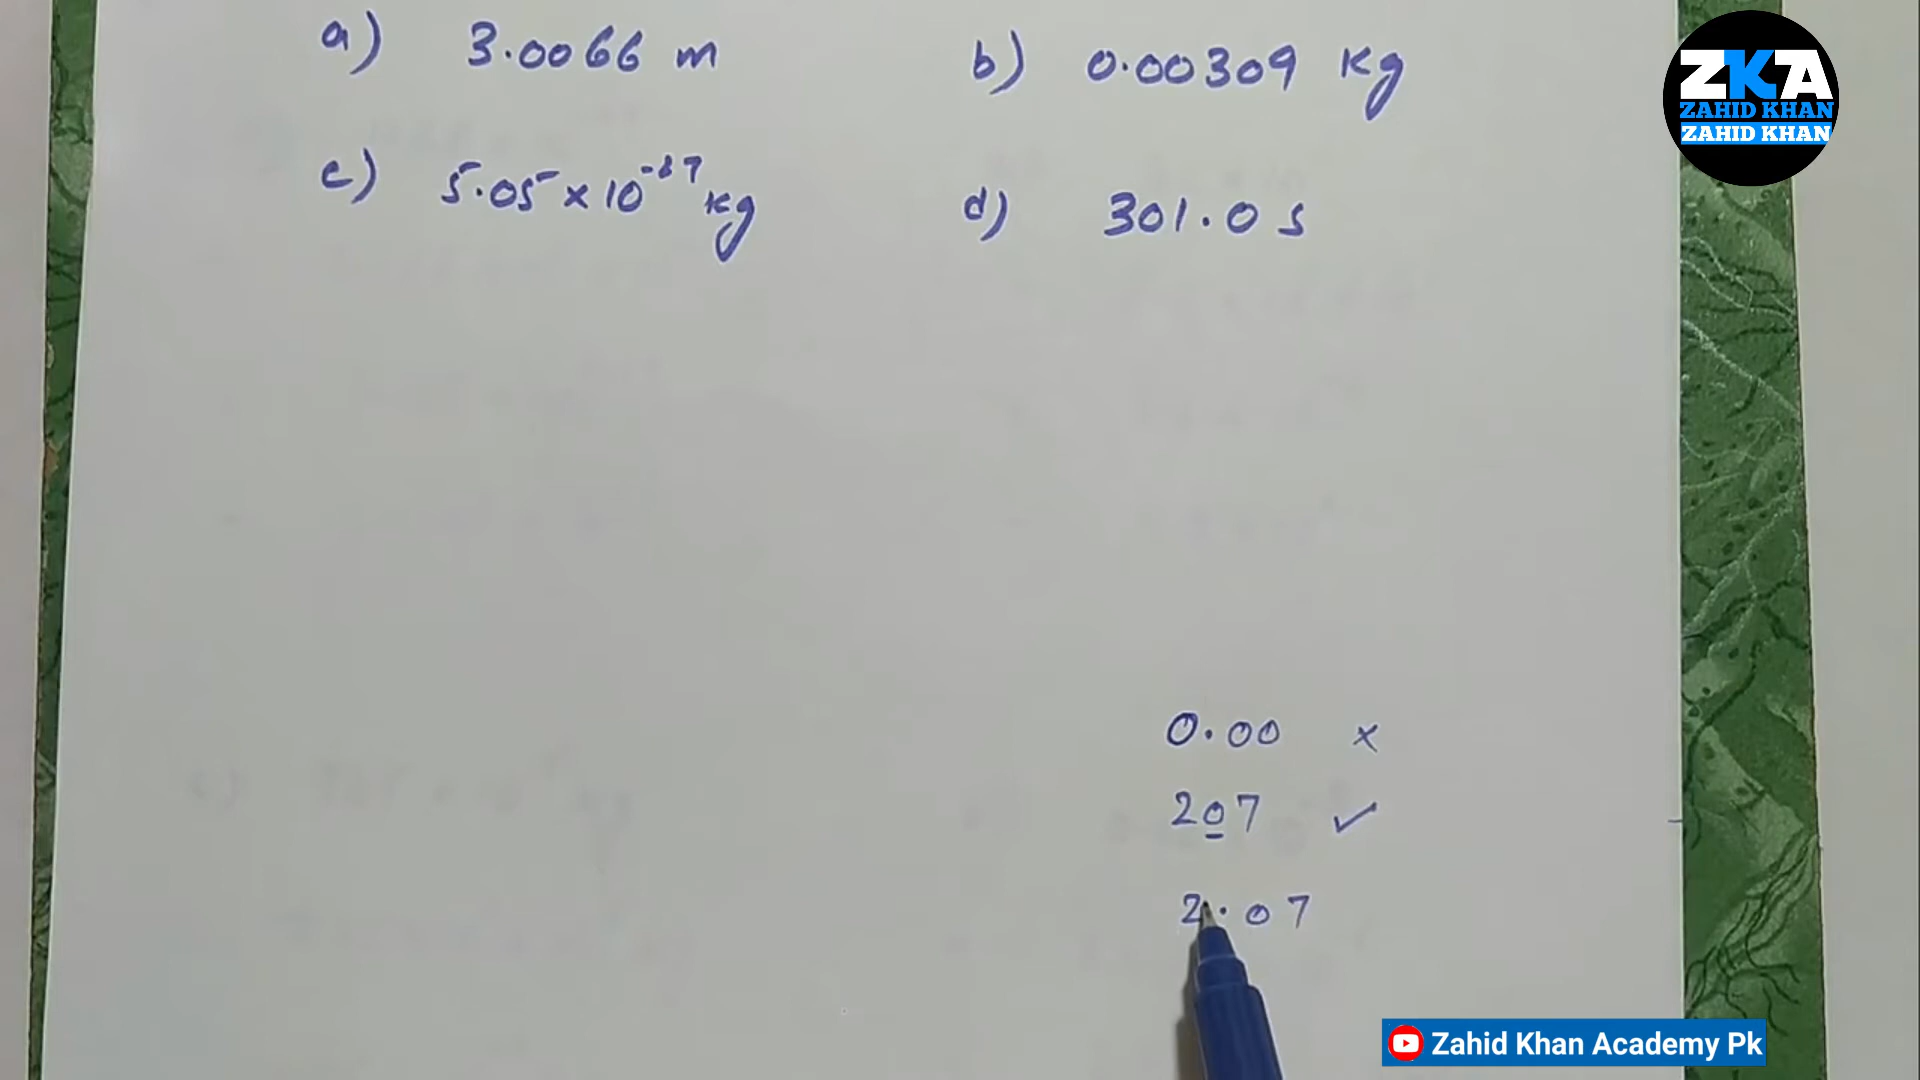 a) 3.0066 m b) 0.00309 kg
c) 5.05 × 10⁻²⁷ kg d) 301.0 s
0.00 ×
207 ✓
2.07
ZKA
ZAHID KHAN
ZAHID KHAN
Zahid Khan Academy Pk